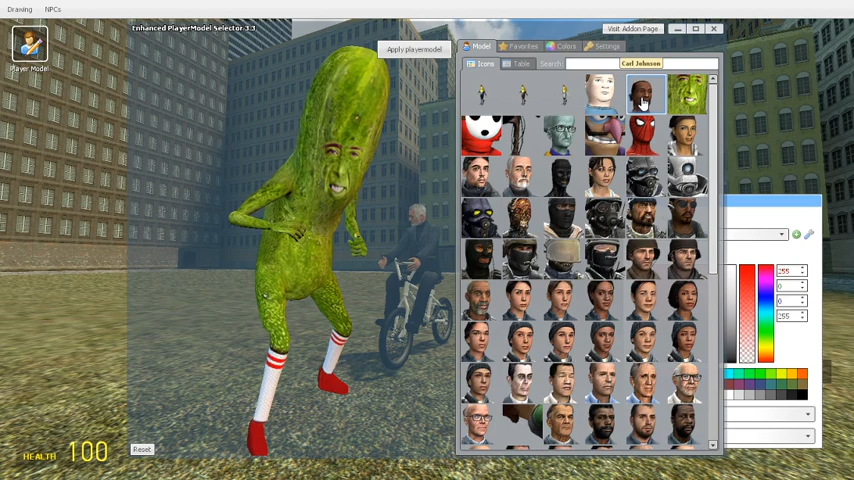 Drawing NPCs
Enhanced PlayerModel Selector 3.3
Visit Addon Page
Player Model
Apply playermodel
Model Favorites Colors Settings
Icons Table Search: Carl Johnson
255
0
0
255
HEALTH 100
Reset